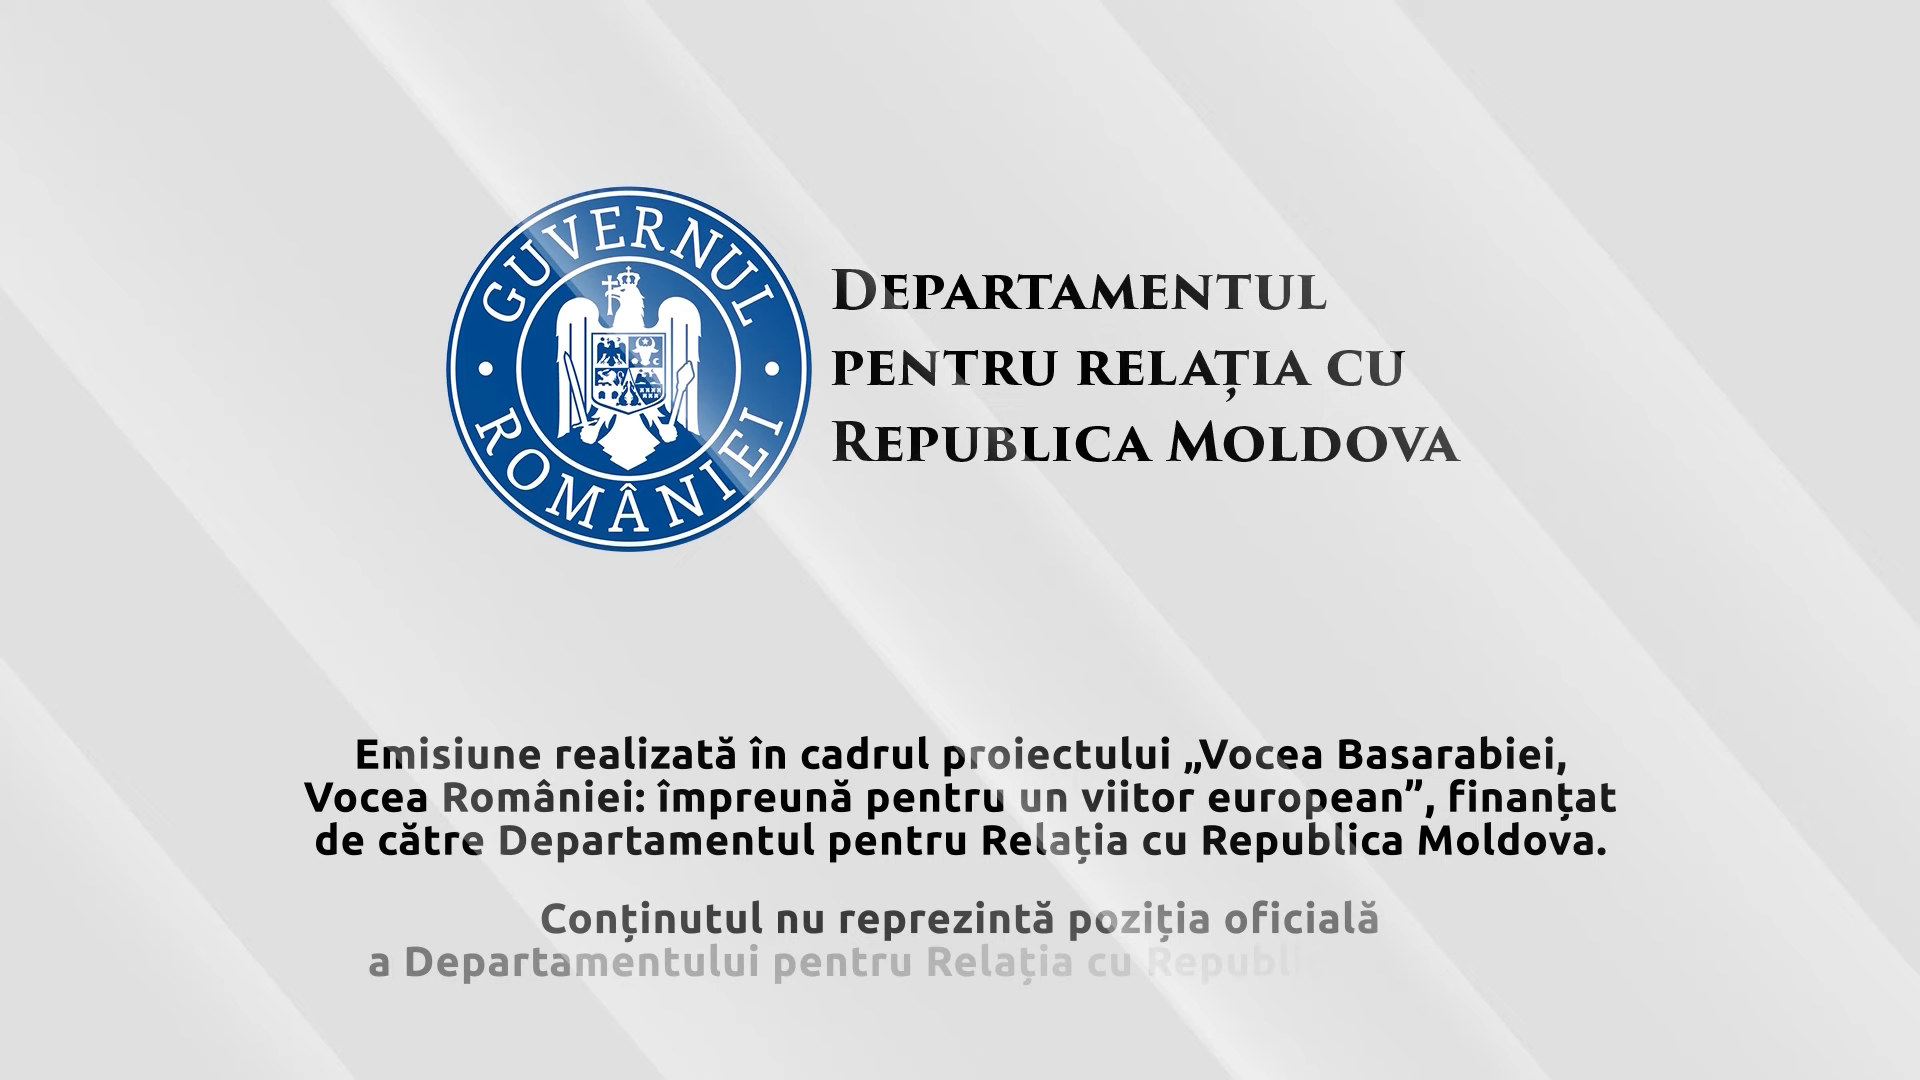 GUVERNUL
ROMÂNIEI
DEPARTAMENTUL
PENTRU RELAȚIA CU
REPUBLICA MOLDOVA
Emisiune realizată în cadrul proiectului „Vocea Basarabiei,
Vocea României: împreună pentru un viitor european”, finanțat
de către Departamentul pentru Relația cu Republica Moldova.
Conținutul nu reprezintă poziția oficială
a Departamentului pentru Relația cu